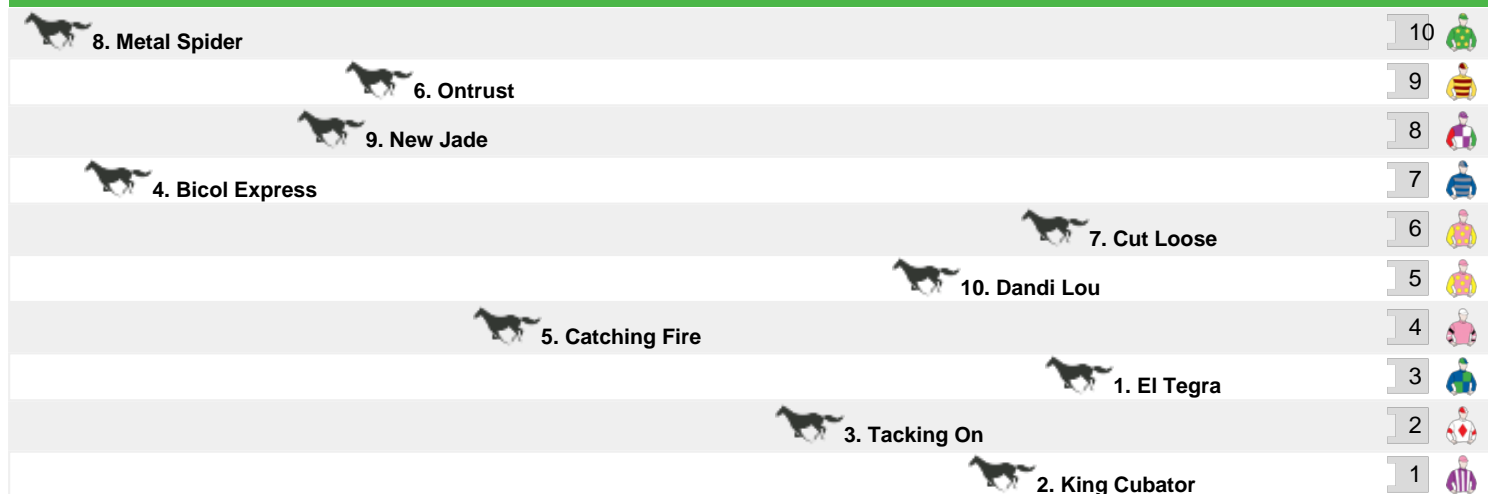 8. Metal Spider 10
6. Ontrust 9
9. New Jade 8
4. Bicol Express 7
7. Cut Loose 6
10. Dandi Lou 5
5. Catching Fire 4
1. El Tegra 3
3. Tacking On 2
2. King Cubator 1